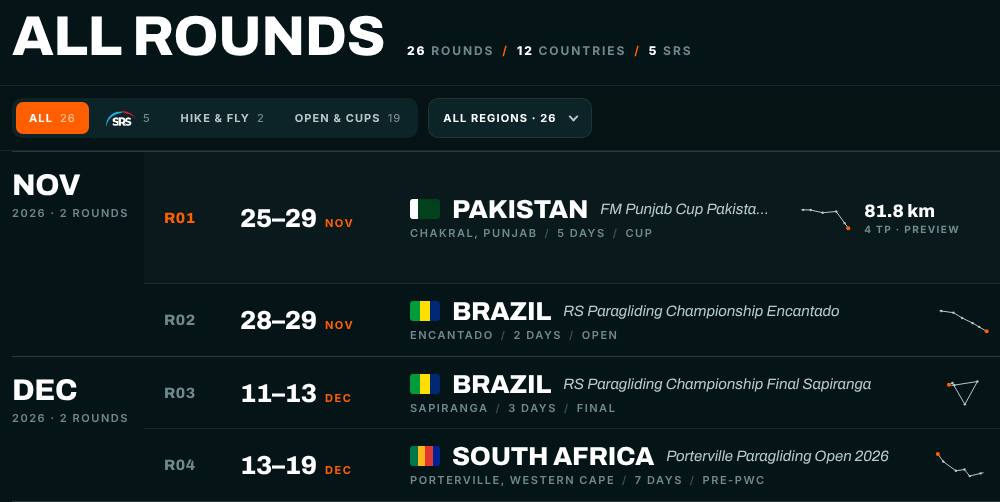 ALL ROUNDS 26 ROUNDS / 12 COUNTRIES / 5 SRS
ALL 26 SRS 5 HIKE & FLY 2 OPEN & CUPS 19 ALL REGIONS · 26
NOV
2026 · 2 ROUNDS
R01 25–29 NOV PAKISTAN FM Punjab Cup Pakista... 81.8 km
CHAKRAL, PUNJAB / 5 DAYS / CUP 4 TP · PREVIEW
R02 28–29 NOV BRAZIL RS Paragliding Championship Encantado
ENCANTADO / 2 DAYS / OPEN
DEC
2026 · 2 ROUNDS
R03 11–13 DEC BRAZIL RS Paragliding Championship Final Sapiranga
SAPIRANGA / 3 DAYS / FINAL
R04 13–19 DEC SOUTH AFRICA Porterville Paragliding Open 2026
PORTERVILLE, WESTERN CAPE / 7 DAYS / PRE-PWC